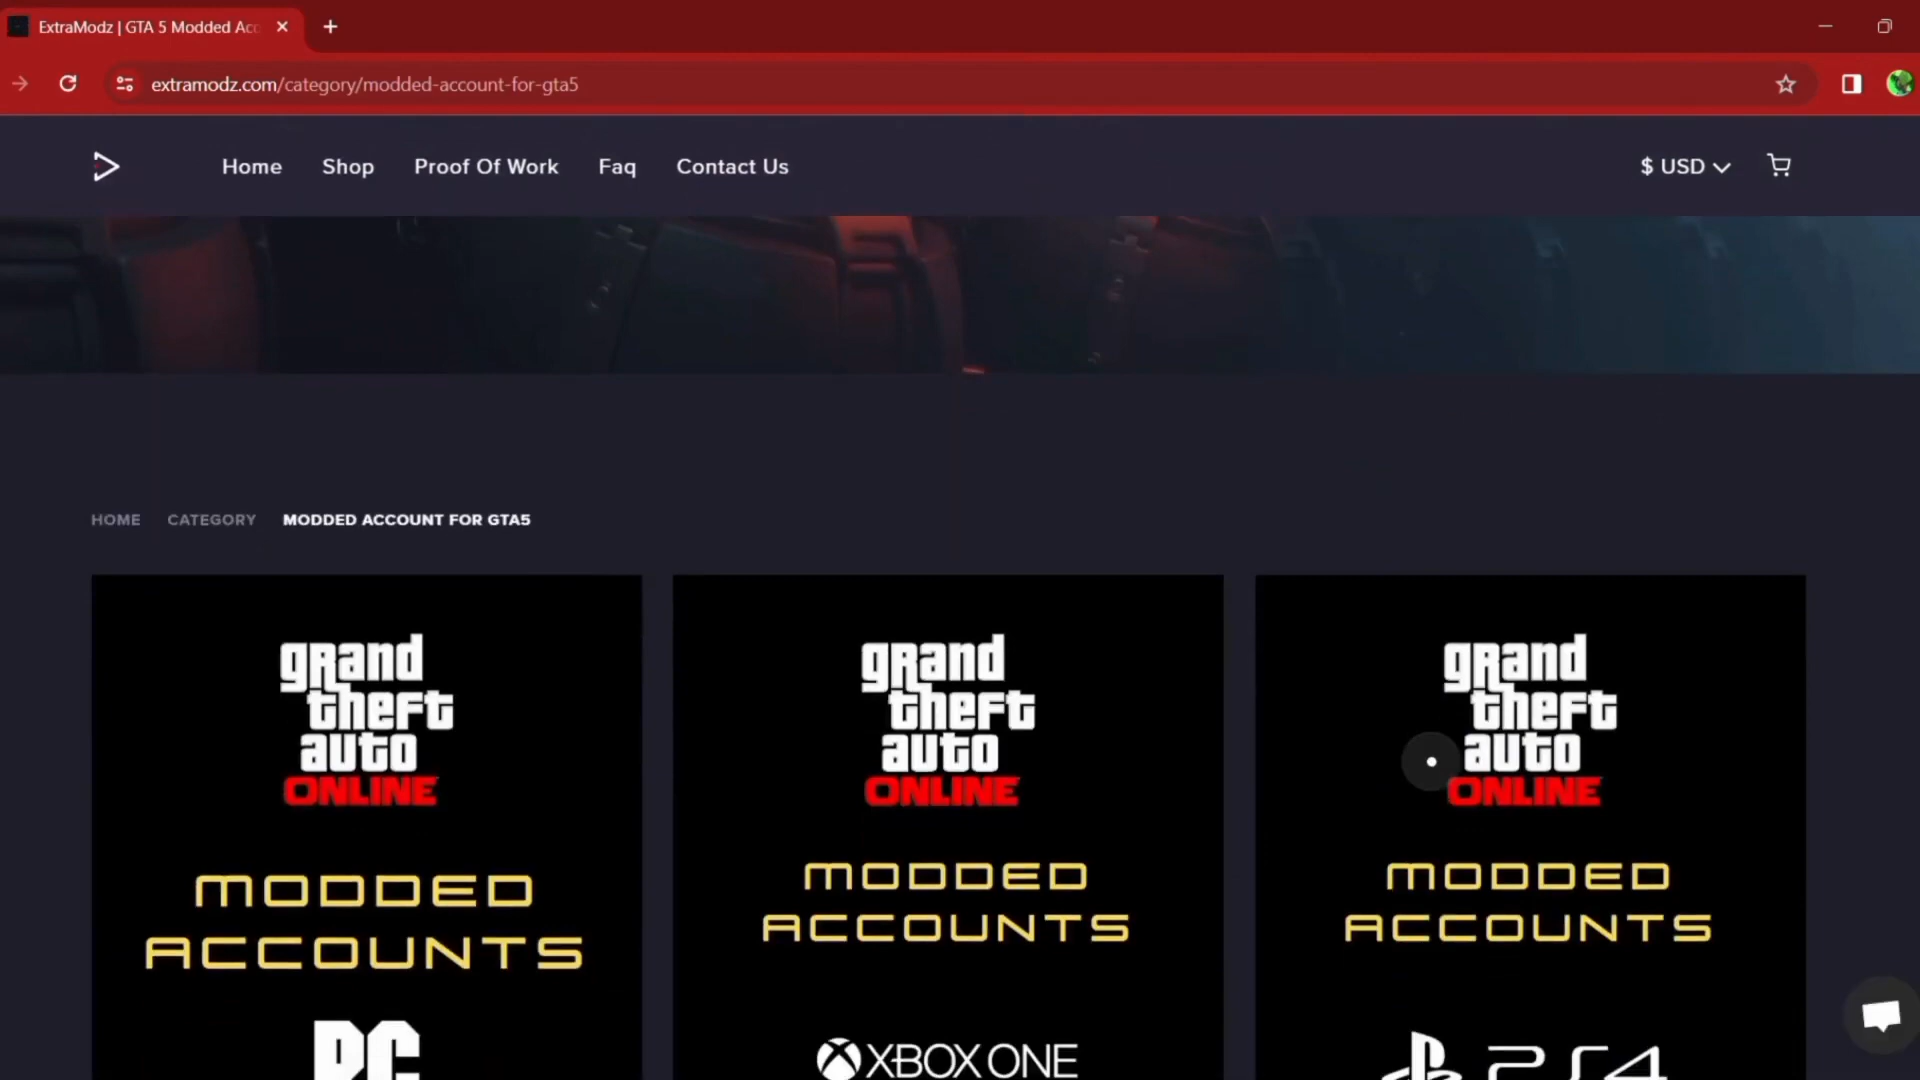 ExtraModz | GTA 5 Modded Acc
extramodz.com/category/modded-account-for-gta5
Home Shop Proof Of Work Faq Contact Us $ USD
HOME CATEGORY MODDED ACCOUNT FOR GTA5
grand
theft
auto
ONLINE
MODDED
ACCOUNTS
PC
grand
theft
auto
ONLINE
MODDED
ACCOUNTS
XBOX ONE
grand
theft
auto
ONLINE
MODDED
ACCOUNTS
PS4